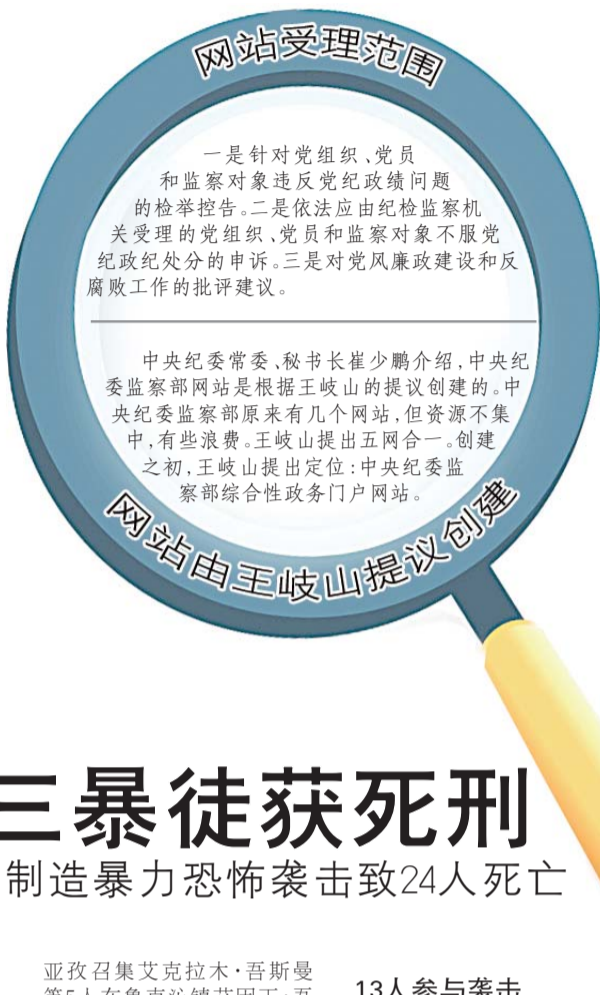 网站受理范围
一是针对党组织、党员
和监察对象违反党纪政绩问题
的检举控告。二是依法应由纪检监察机
关受理的党组织、党员和监察对象不服党
纪政纪处分的申诉。三是对党风廉政建设和反
腐败工作的批评建议。
中央纪委常委、秘书长崔少鹏介绍,中央纪
委监察部网站是根据王岐山的提议创建的。中
央纪委监察部原来有几个网站,但资源不集
中,有些浪费。王岐山提出五网合一。创建
之初,王岐山提出定位:中央纪委监
察部综合性政务门户网站。
网站由王岐山提议创建
三暴徒获死刑
制造暴力恐怖袭击致24人死亡
亚孜召集艾克拉木·吾斯曼
13人参与袭击